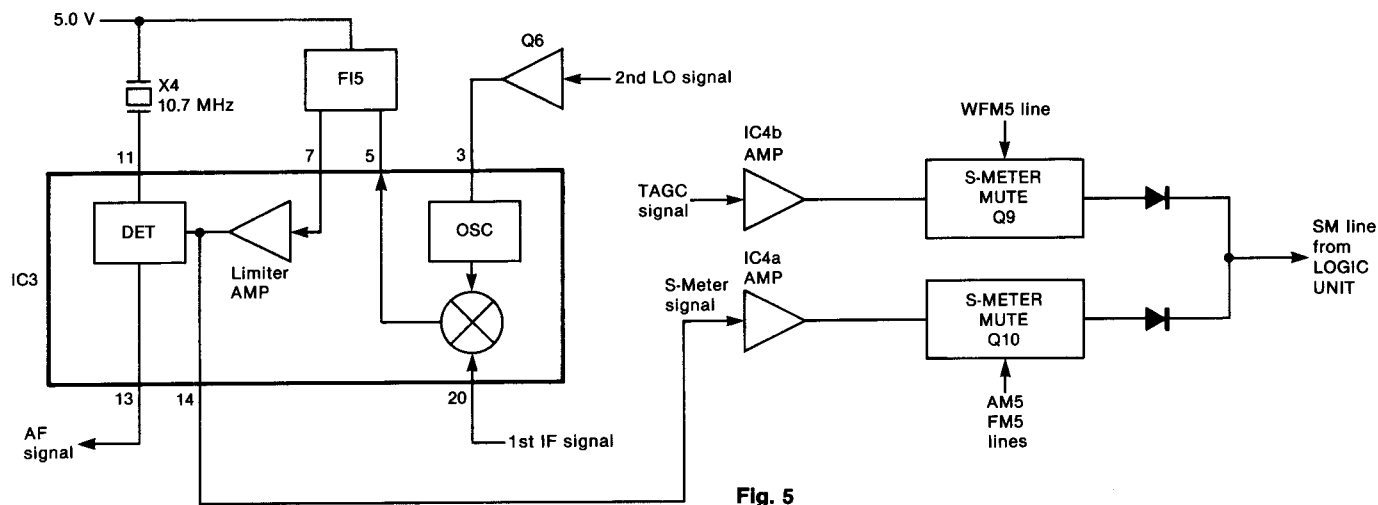 5.0 V
X4
10.7 MHz
FI5
Q6
2nd LO signal
11
7
5
3
DET
Limiter
AMP
OSC
IC3
13
14
20
AF
signal
1st IF signal
WFM5 line
IC4b
AMP
TAGC
signal
S-METER
MUTE
Q9
IC4a
AMP
S-Meter
signal
S-METER
MUTE
Q10
AM5
FM5
lines
SM line
from
LOGIC
UNIT
Fig. 5